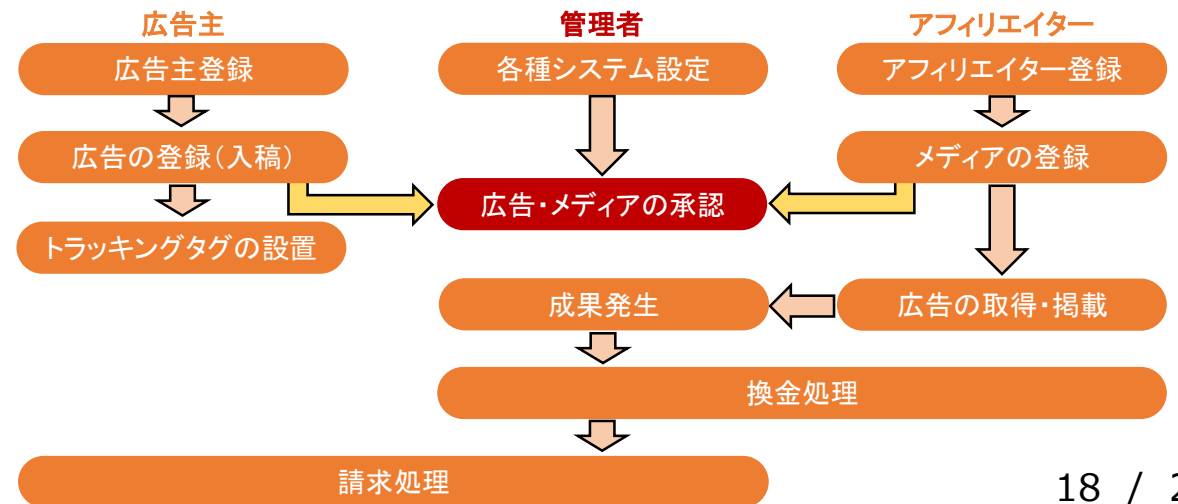 広告主
管理者
アフィリエイター
広告主登録
各種システム設定
アフィリエイター登録
広告の登録（入稿）
メディアの登録
広告・メディアの承認
トラッキングタグの設置
成果発生
広告の取得・掲載
換金処理
請求処理
18 / 2